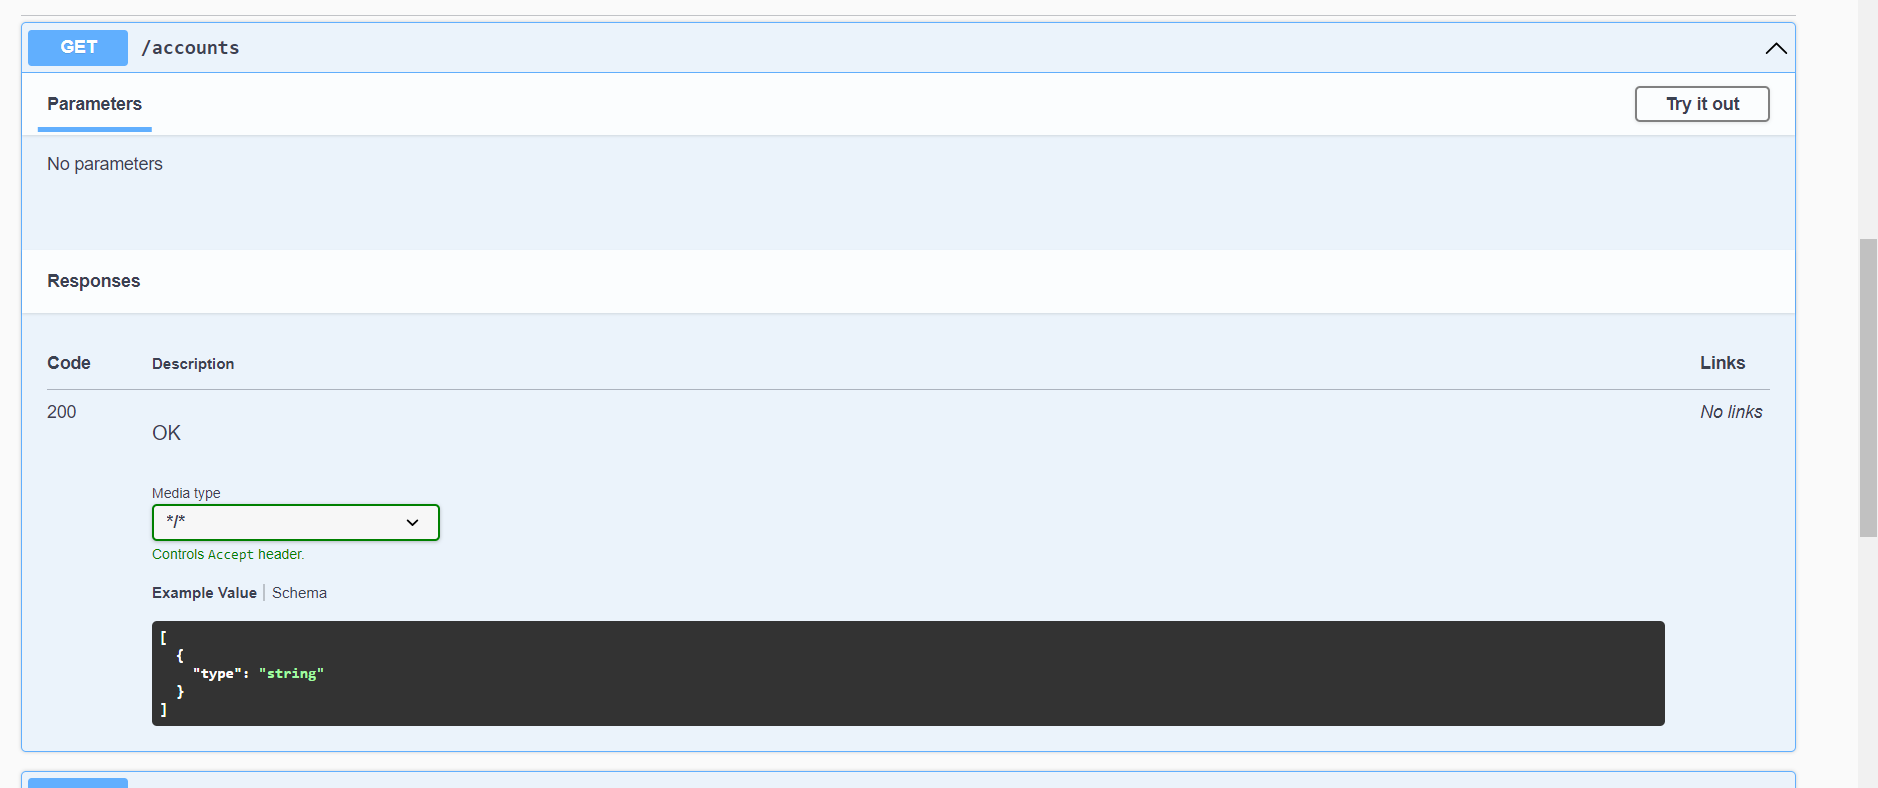 GET /accounts
Parameters
Try it out
No parameters
Responses
Code Description Links
200 No links
OK
Media type
*/*
Controls Accept header.
Example Value Schema
[
  {
    "type": "string"
  }
]